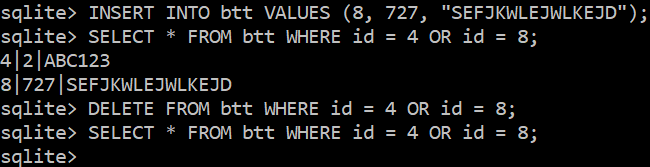 sqlite> INSERT INTO btt VALUES (8, 727, "SEFJKWLEJWLKEJD");
sqlite> SELECT * FROM btt WHERE id = 4 OR id = 8;
4|2|ABC123
8|727|SEFJKWLEJWLKEJD
sqlite> DELETE FROM btt WHERE id = 4 OR id = 8;
sqlite> SELECT * FROM btt WHERE id = 4 OR id = 8;
sqlite>